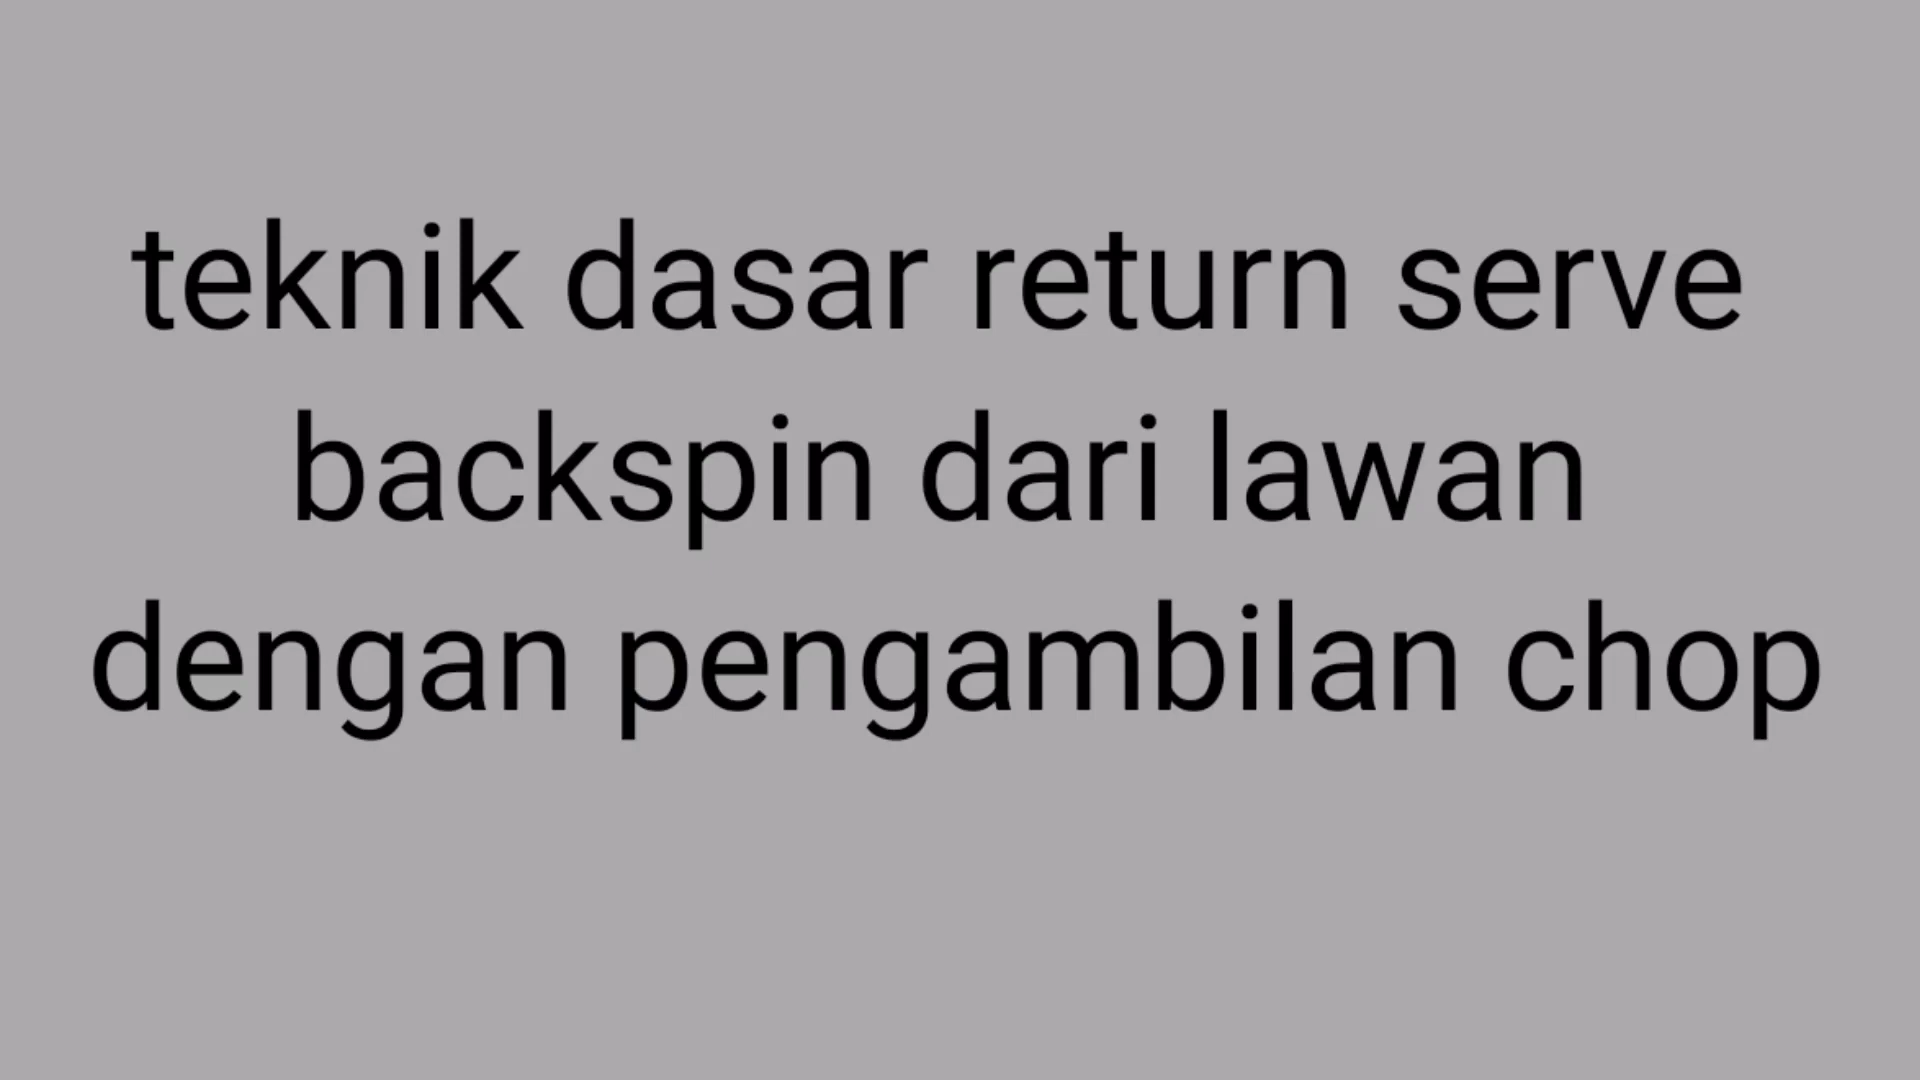 teknik dasar return serve
backspin dari lawan
dengan pengambilan chop